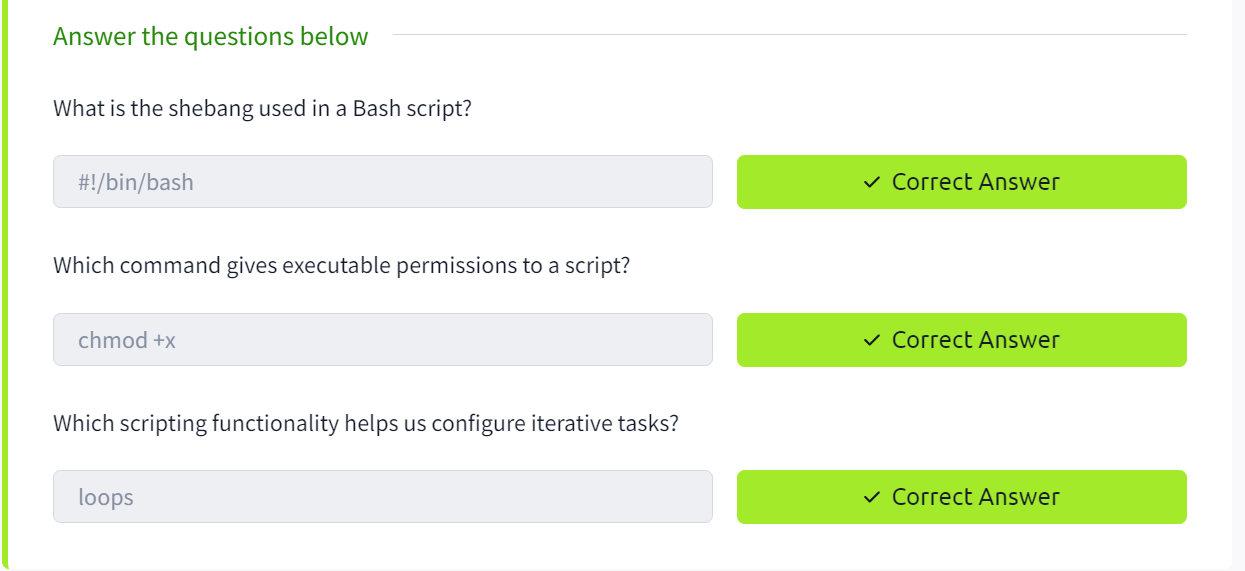 Answer the questions below
What is the shebang used in a Bash script?
#!/bin/bash
✓ Correct Answer
Which command gives executable permissions to a script?
chmod +x
✓ Correct Answer
Which scripting functionality helps us configure iterative tasks?
loops
✓ Correct Answer